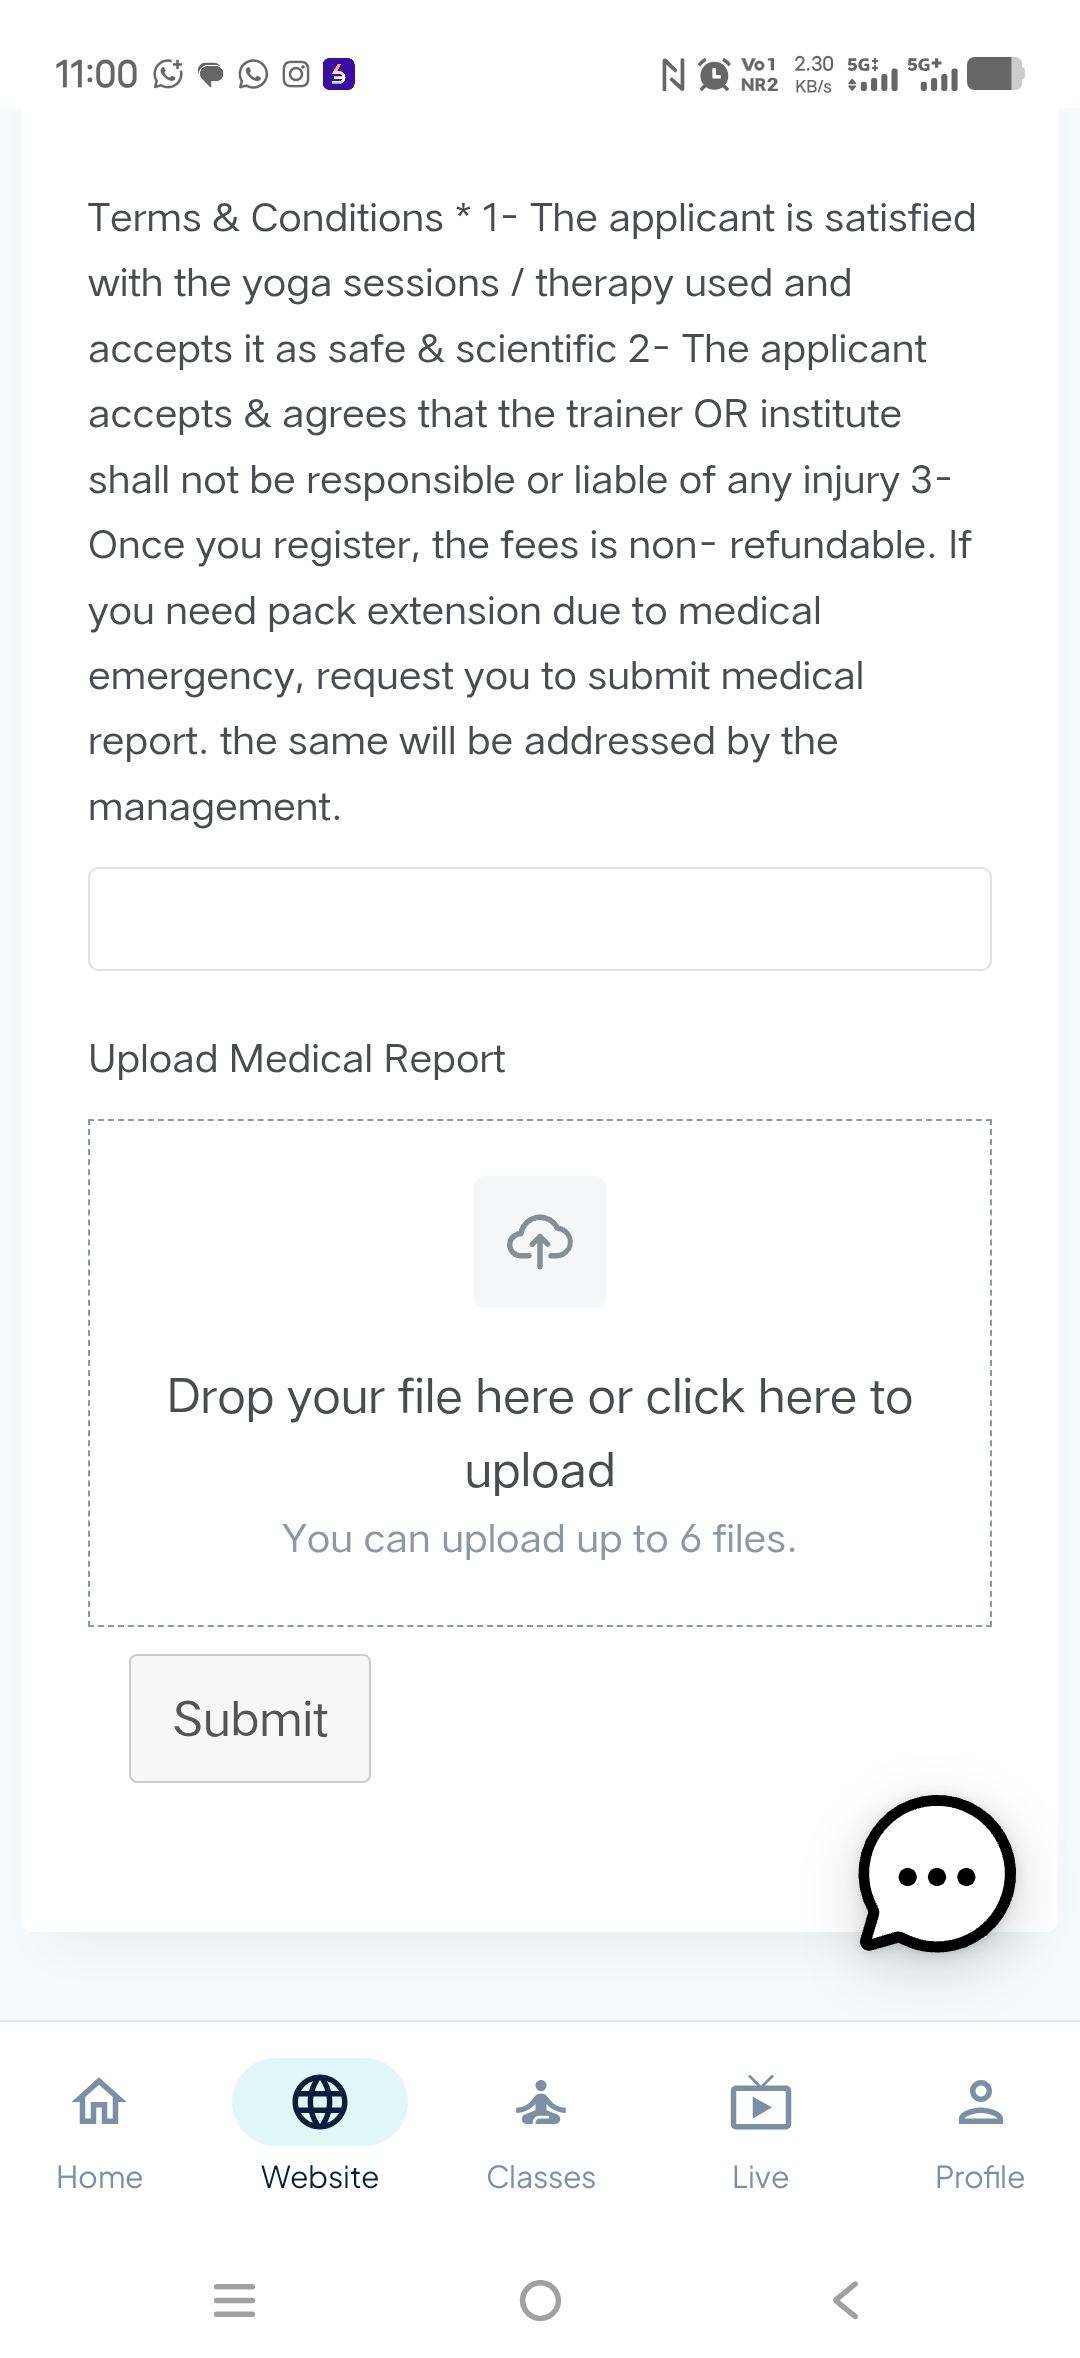 11:00
Vo1 NR2
2.30 KB/s
5G
5G+
Terms & Conditions * 1- The applicant is satisfied
with the yoga sessions / therapy used and
accepts it as safe & scientific 2- The applicant
accepts & agrees that the trainer OR institute
shall not be responsible or liable of any injury 3-
Once you register, the fees is non- refundable. If
you need pack extension due to medical
emergency, request you to submit medical
report. the same will be addressed by the
management.
Upload Medical Report
Drop your file here or click here to
upload
You can upload up to 6 files.
Submit
Home
Website
Classes
Live
Profile